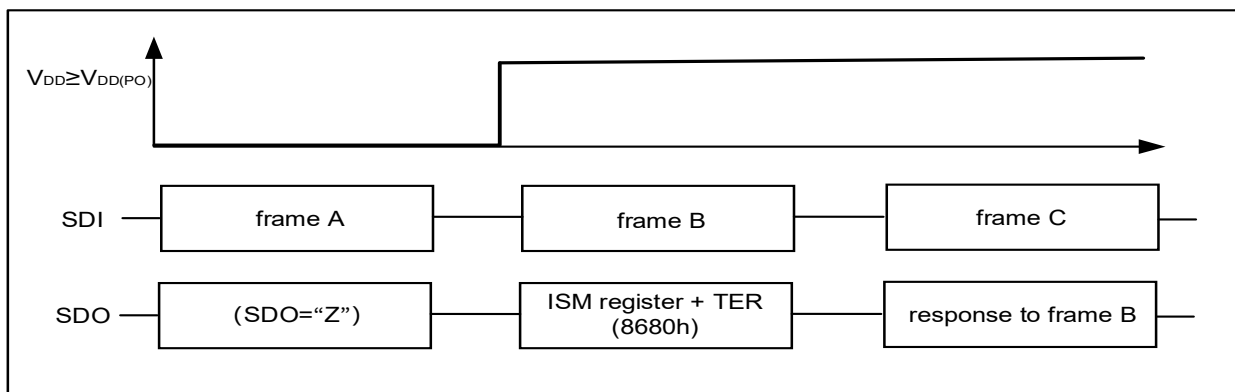 VDD≥VDD(PO)
SDI
frame A
frame B
frame C
SDO
(SDO=“Z”)
ISM register + TER
(8680h)
response to frame B